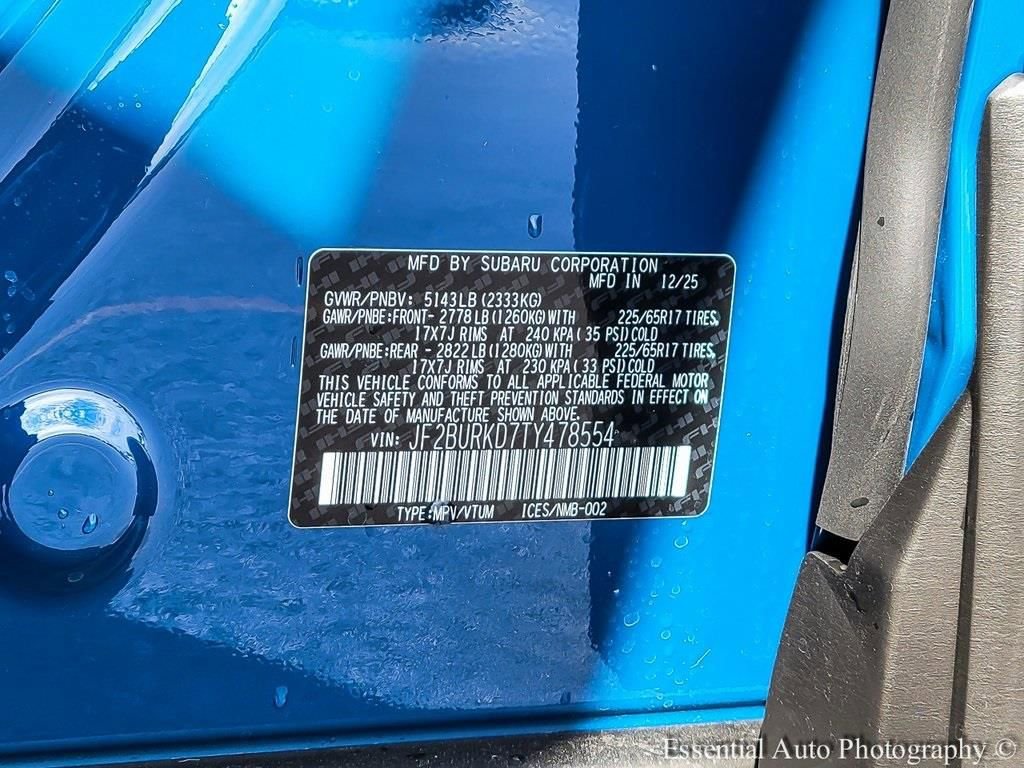 MFD BY SUBARU CORPORATION
MFD IN 12/25
GVWR/PNBV: 5143LB(2333KG)
GAWR/PNBE:FRONT- 2778LB(1260KG)WITH 225/65R17 TIRES,
17X7J RIMS AT 240 KPA(35 PSI)COLD
GAWR/PNBE:REAR - 2822LB(1280KG)WITH 225/65R17 TIRES,
17X7J RIMS AT 230 KPA(33 PSI)COLD
THIS VEHICLE CONFORMS TO ALL APPLICABLE FEDERAL MOTOR
VEHICLE SAFETY AND THEFT PREVENTION STANDARDS IN EFFECT ON
THE DATE OF MANUFACTURE SHOWN ABOVE.
VIN: JF2BURKD7TY478554
TYPE:MPV/VTUM ICES/NMB-002
Essential Auto Photography ©